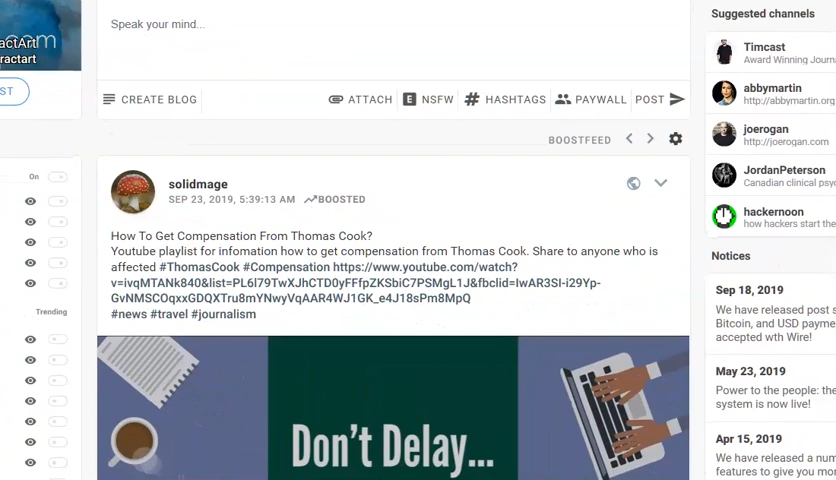 actArt
ractart
ST
On
Trending
Speak your mind...
CREATE BLOG
ATTACH
E NSFW
HASHTAGS
PAYWALL
POST
BOOSTFEED
solidmage
SEP 23, 2019, 5:39:13 AM BOOSTED
How To Get Compensation From Thomas Cook?
Youtube playlist for infomation how to get compensation from Thomas Cook. Share to anyone who is
affected #ThomasCook #Compensation https://www.youtube.com/watch?
v=ivqMTANk840&list=PL6l79TwXJhCTD0yFFfpZKSbiC7PSMgL1J&fbclid=IwAR3SI-i29Yp-
GvNMSCOqxxGDQXTru8mYNwyVqAAR4WJ1GK_e4J18sPm8MpQ
#news #travel #journalism
Don't Delay...
Suggested channels
Timcast
Award Winning Journa
abbymartin
http://abbymartin.org
joerogan
http://joerogan.com
JordanPeterson
Canadian clinical psyc
hackernoon
how hackers start the
Notices
Sep 18, 2019
We have released post s
Bitcoin, and USD payme
accepted wth Wire!
May 23, 2019
Power to the people: the
system is now live!
Apr 15, 2019
We have released a num
features to give you mor